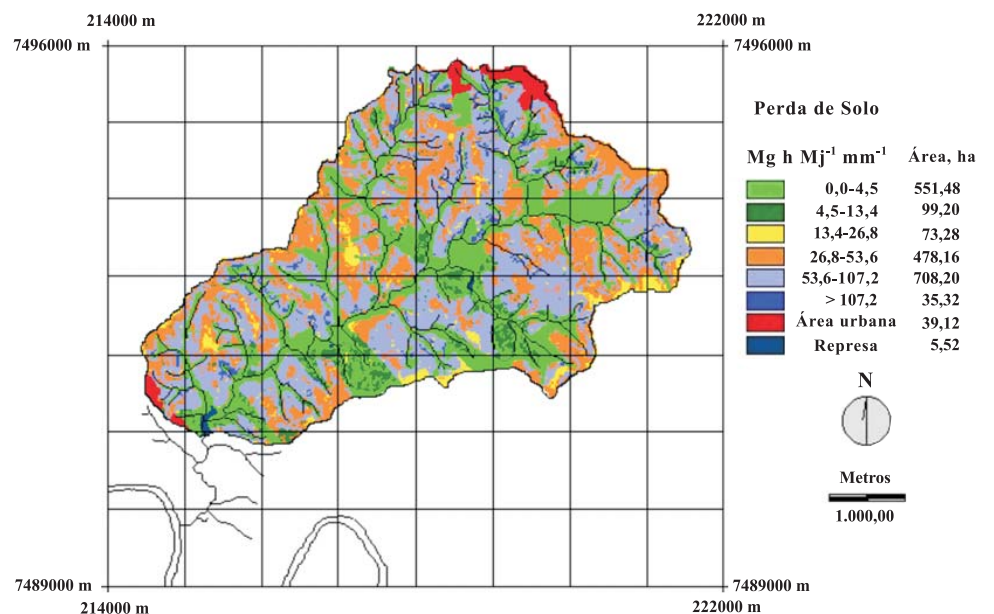 214000 m
222000 m
7496000 m
7496000 m
Perda de Solo
Mg h Mj⁻¹ mm⁻¹ Área, ha
0,0-4,5 551,48
4,5-13,4 99,20
13,4-26,8 73,28
26,8-53,6 478,16
53,6-107,2 708,20
> 107,2 35,32
Área urbana 39,12
Represa 5,52
N
Metros
1.000,00
7489000 m
7489000 m
214000 m
222000 m